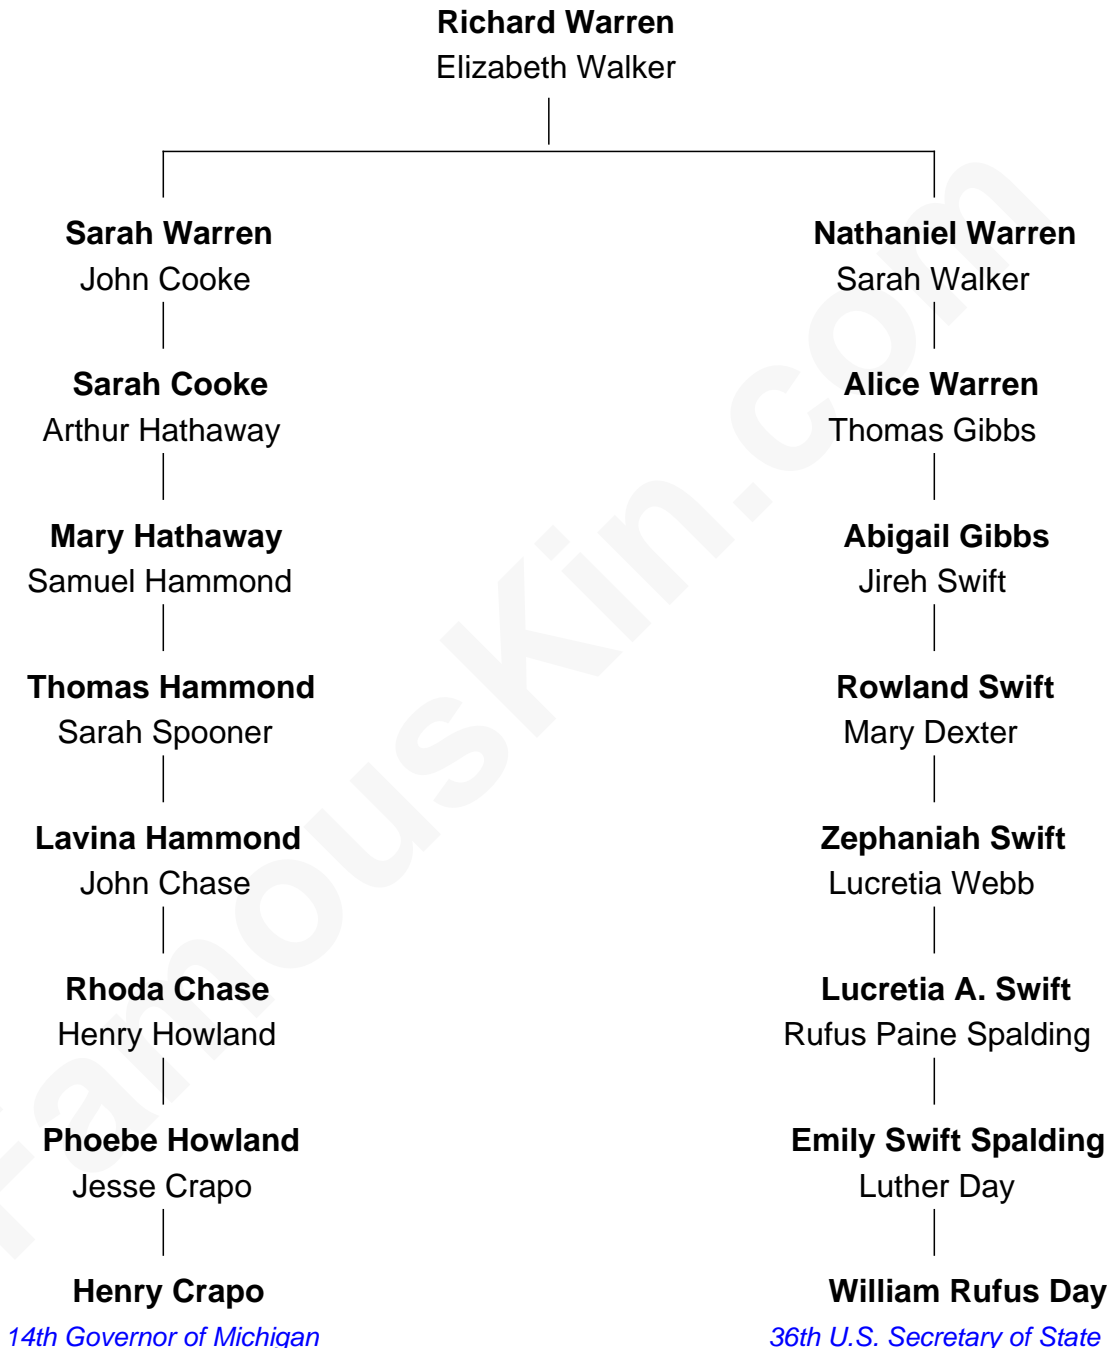 Richard Warren
Elizabeth Walker
Sarah Warren
John Cooke
Nathaniel Warren
Sarah Walker
Sarah Cooke
Arthur Hathaway
Alice Warren
Thomas Gibbs
Mary Hathaway
Samuel Hammond
Abigail Gibbs
Jireh Swift
Thomas Hammond
Sarah Spooner
Rowland Swift
Mary Dexter
Lavina Hammond
John Chase
Zephaniah Swift
Lucretia Webb
Rhoda Chase
Henry Howland
Lucretia A. Swift
Rufus Paine Spalding
Phoebe Howland
Jesse Crapo
Emily Swift Spalding
Luther Day
Henry Crapo
14th Governor of Michigan
William Rufus Day
36th U.S. Secretary of State
FamousKin.com